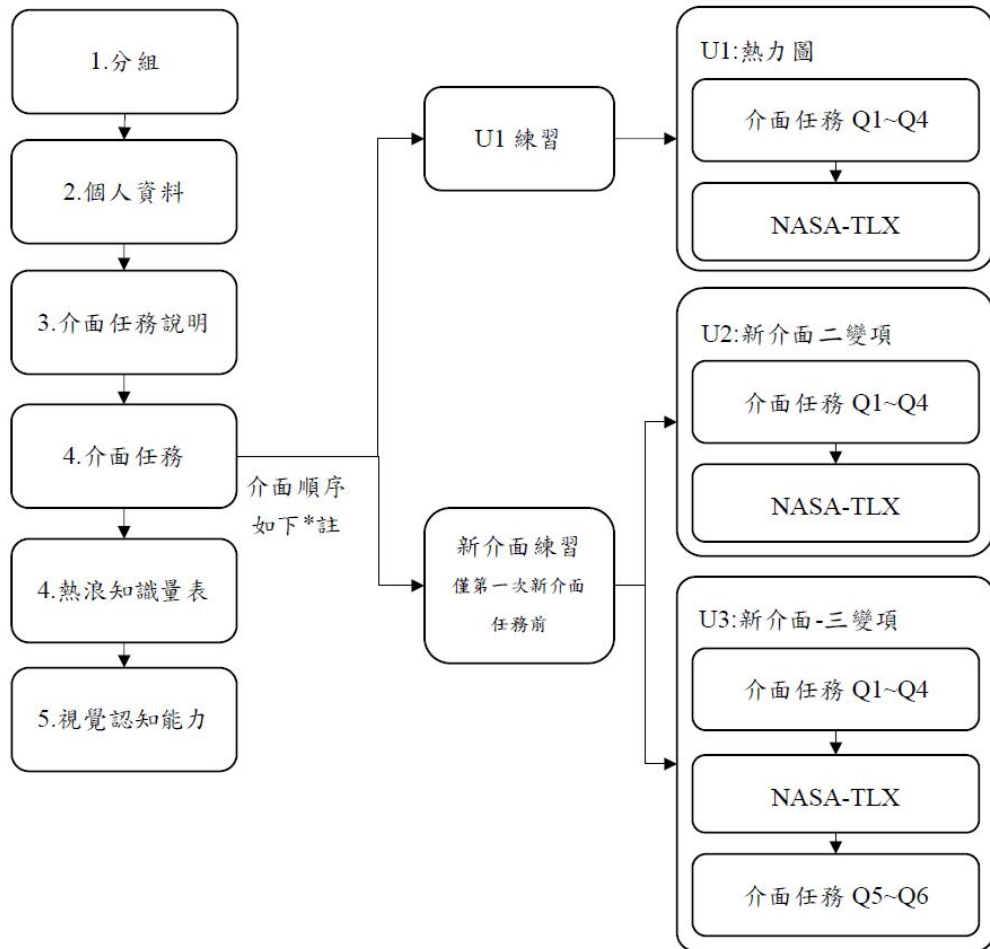 1.分組
2.個人資料
3.介面任務說明
4.介面任務
4.熱浪知識量表
5.視覺認知能力
介面順序
如下*註
U1 練習
新介面練習
僅第一次新介面
任務前
U1:熱力圖
介面任務 Q1~Q4
NASA-TLX
U2:新介面二變項
介面任務 Q1~Q4
NASA-TLX
U3:新介面-三變項
介面任務 Q1~Q4
NASA-TLX
介面任務 Q5~Q6